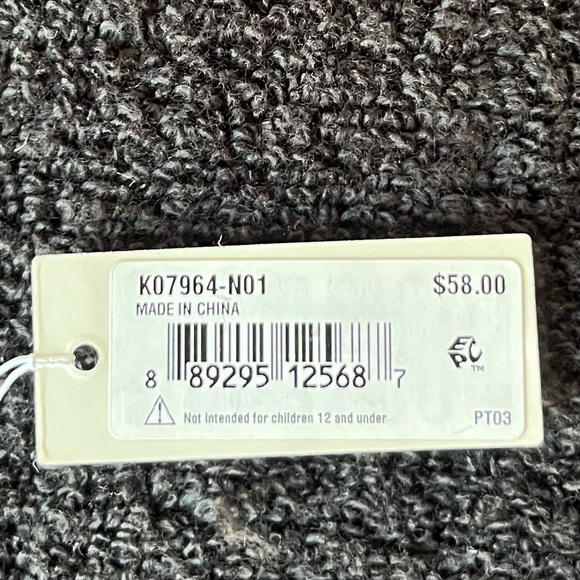 K07964-N01 $58.00
MADE IN CHINA
8 89295 12568 7
EPC™
Not intended for children 12 and under
PT03